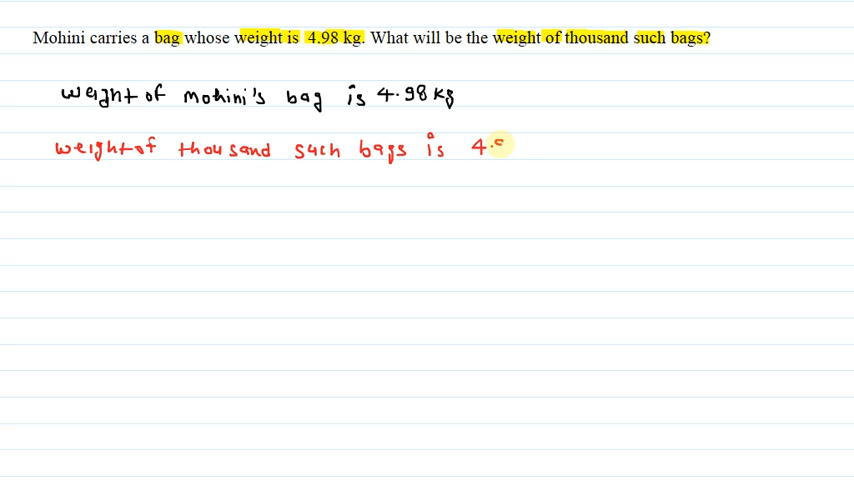 Mohini carries a bag whose weight is 4.98 kg. What will be the weight of thousand such bags?
weight of mohini's bag is 4.98 kg
weight of thousand such bags is 4.